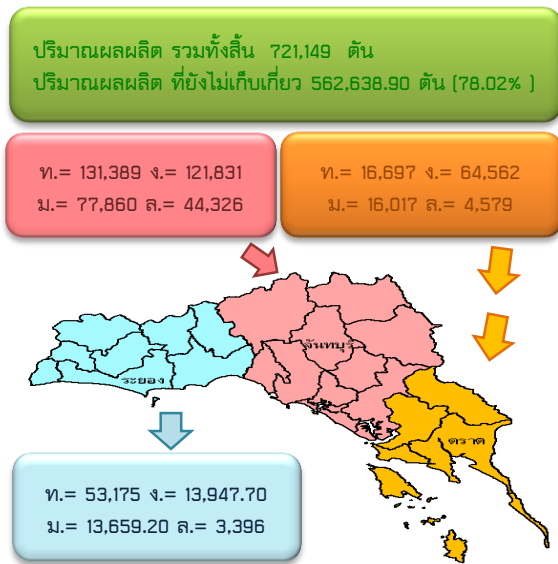 ปริมาณผลผลิต รวมทั้งสิ้น 721,149 ตัน
ปริมาณผลผลิต ที่ยังไม่เก็บเกี่ยว 562,638.90 ตัน (78.02% )
ท.= 131,389 ง.= 121,831
ม.= 77,860 ล.= 44,326
ท.= 16,697 ง.= 64,562
ม.= 16,017 ล.= 4,579
จันทบุรี
ระยอง
ตราด
ท.= 53,175 ง.= 13,947.70
ม.= 13,659.20 ล.= 3,396